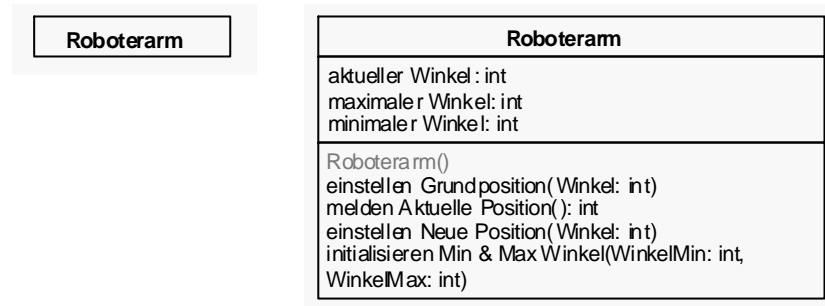 Roboterarm
Roboterarm
aktueller Winkel: int
maximaler Winkel: int
minimaler Winkel: int
Roboterarm()
einstellen Grundposition(Winkel: int)
melden Aktuelle Position(): int
einstellen Neue Position(Winkel: int)
initialisieren Min & Max Winkel(WinkelMin: int,
WinkelMax: int)